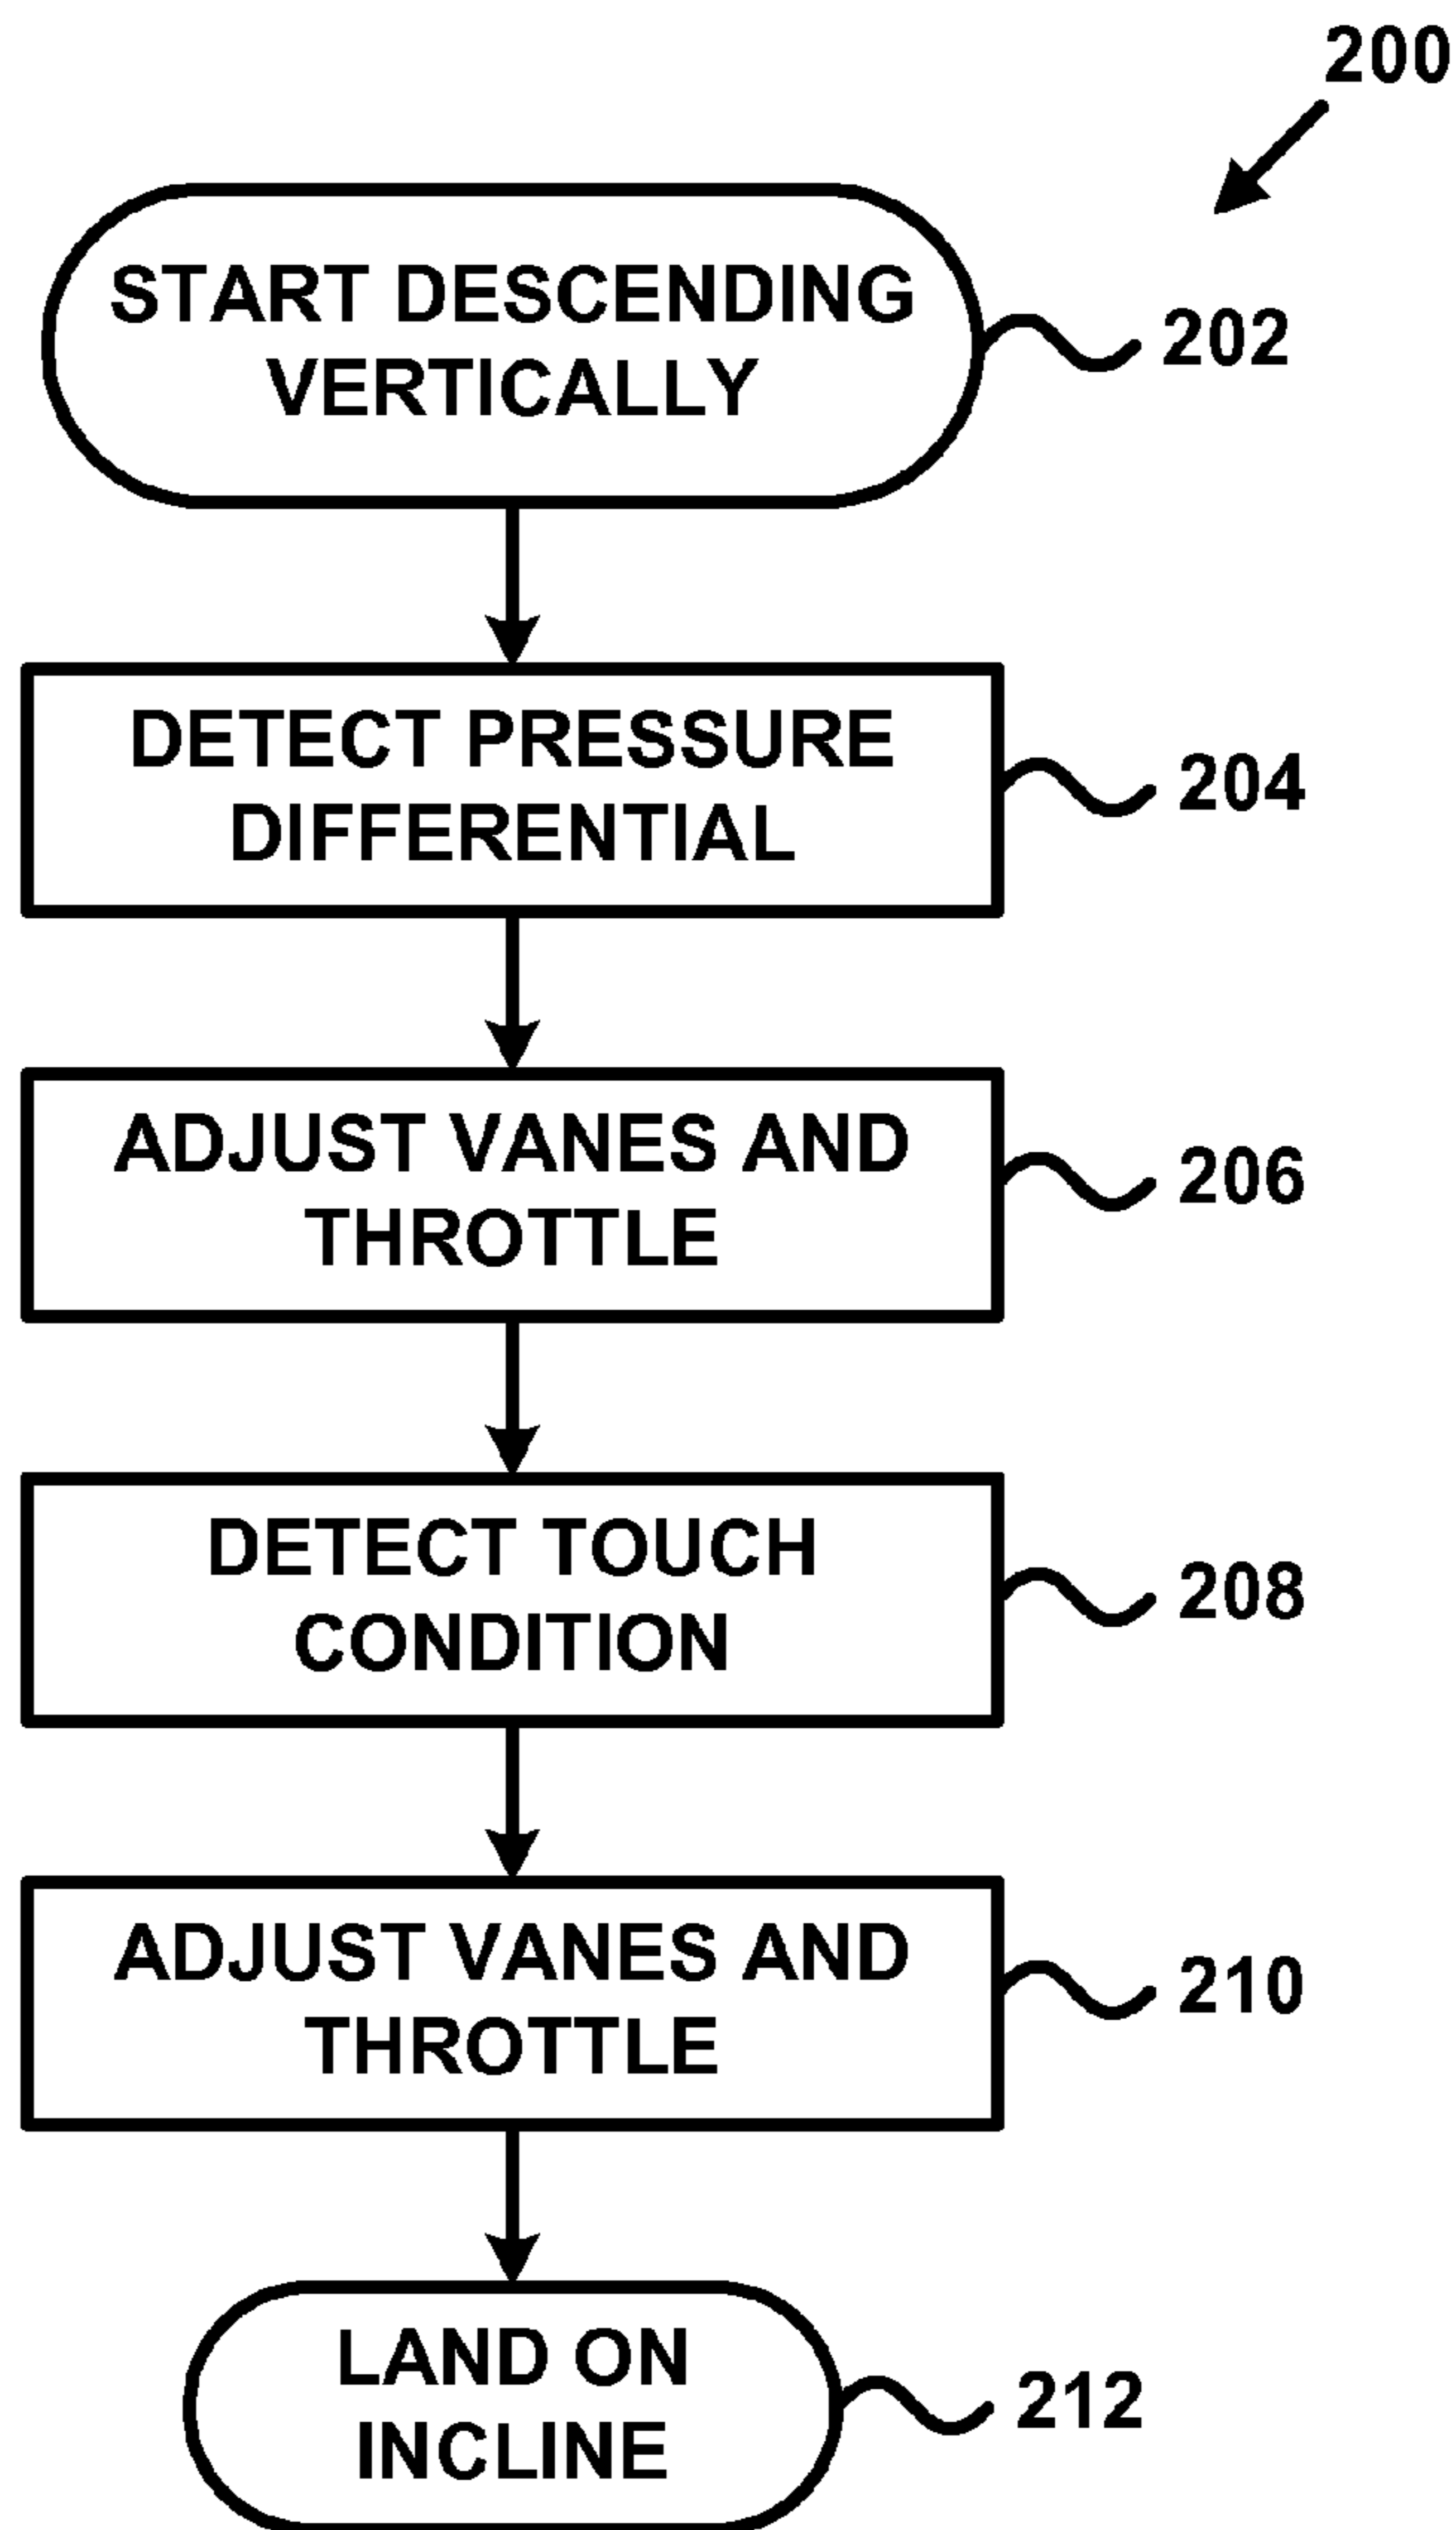 200
START DESCENDING
VERTICALLY
202
DETECT PRESSURE
DIFFERENTIAL
204
ADJUST VANES AND
THROTTLE
206
DETECT TOUCH
CONDITION
208
ADJUST VANES AND
THROTTLE
210
LAND ON
INCLINE
212